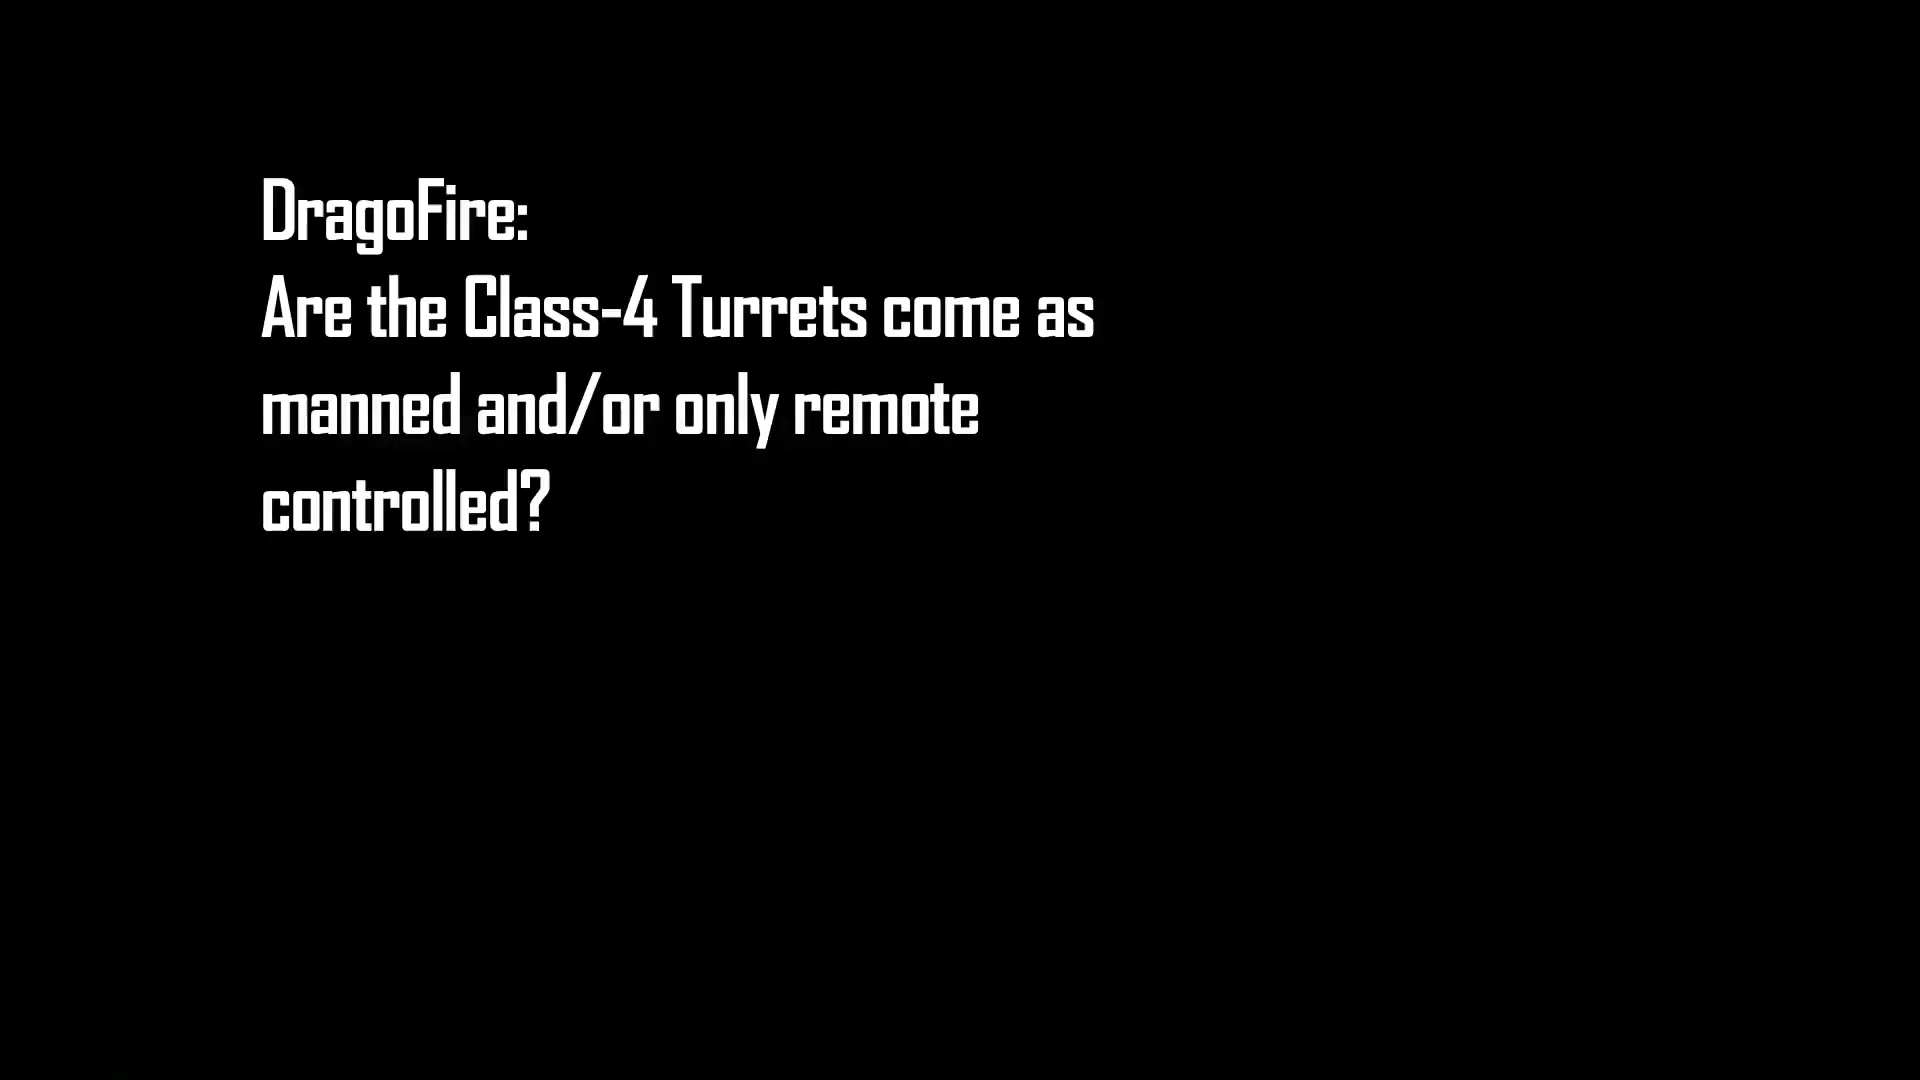 DragoFire:
Are the Class-4 Turrets come as
manned and/or only remote
controlled?